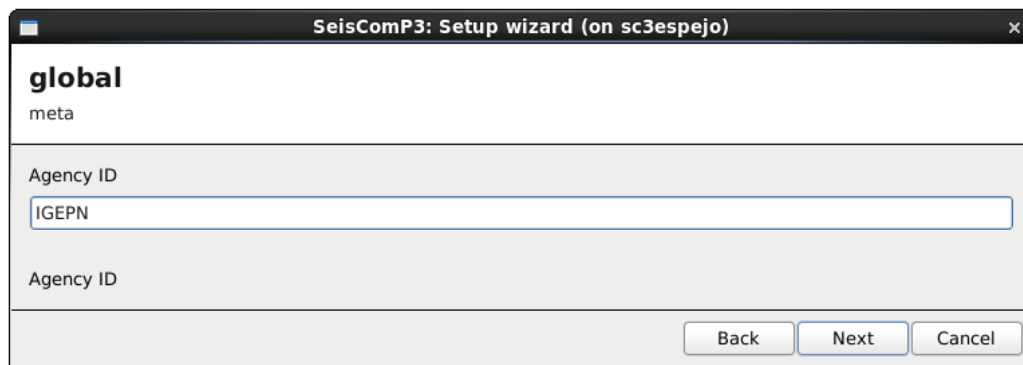 SeisComP3: Setup wizard (on sc3espejo)
global
meta
Agency ID
IGEPN
Agency ID
Back Next Cancel